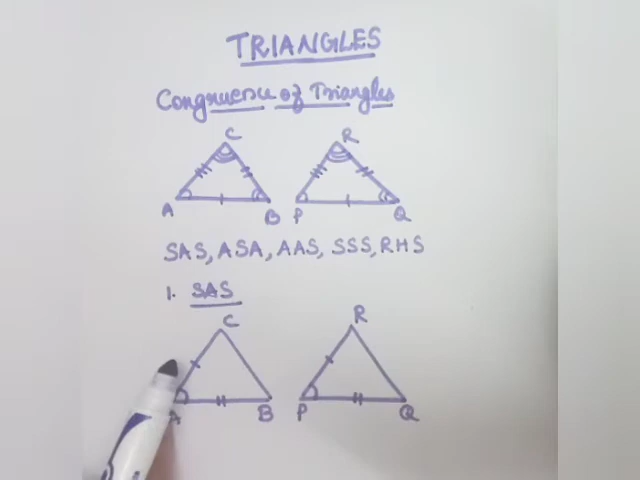 TRIANGLES
Congruence of Triangles
C R
A B P Q
SAS, ASA, AAS, SSS, RHS
1. SAS
C R
A B P Q